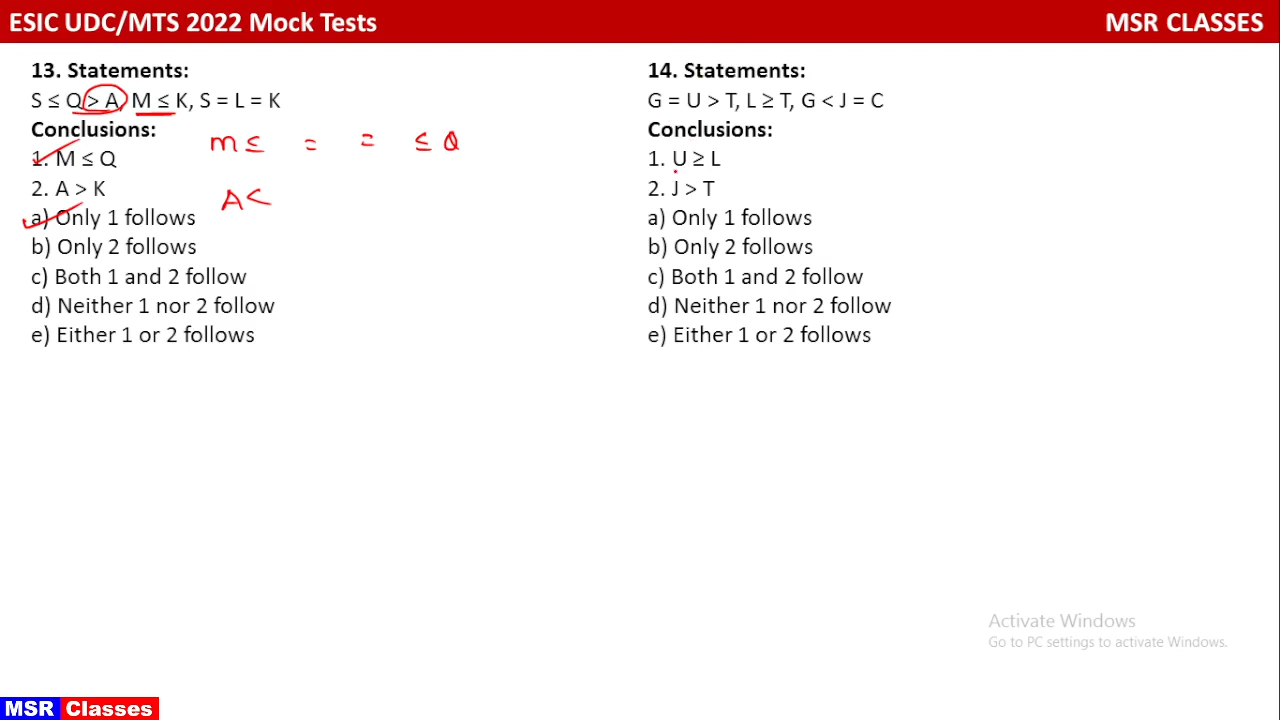 ESIC UDC/MTS 2022 Mock Tests
MSR CLASSES
13. Statements:
S ≤ Q > A, M ≤ K, S = L = K
Conclusions:
1. M ≤ Q
2. A > K
a) Only 1 follows
b) Only 2 follows
c) Both 1 and 2 follow
d) Neither 1 nor 2 follow
e) Either 1 or 2 follows
m ≤ = = ≤ Q
A <
14. Statements:
G = U > T, L ≥ T, G < J = C
Conclusions:
1. U ≥ L
2. J > T
a) Only 1 follows
b) Only 2 follows
c) Both 1 and 2 follow
d) Neither 1 nor 2 follow
e) Either 1 or 2 follows
Activate Windows
Go to PC settings to activate Windows.
MSR Classes